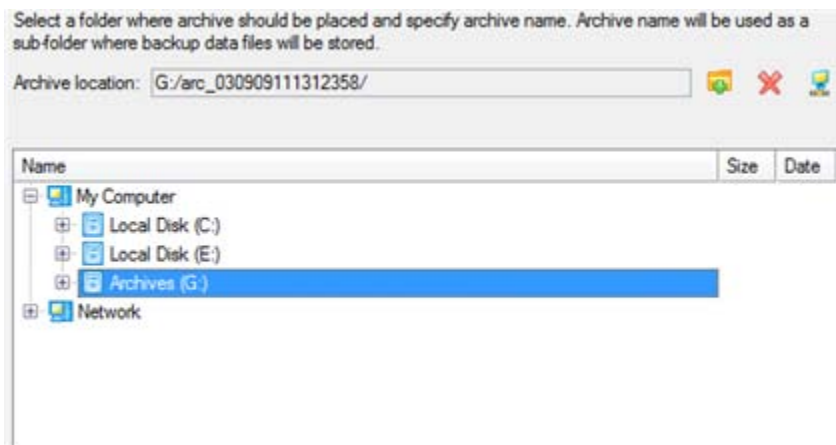 Select a folder where archive should be placed and specify archive name. Archive name will be used as a
sub-folder where backup data files will be stored.
Archive location: G:/arc_030909111312358/
Name Size Date
My Computer
Local Disk (C:)
Local Disk (E:)
Archives (G:)
Network